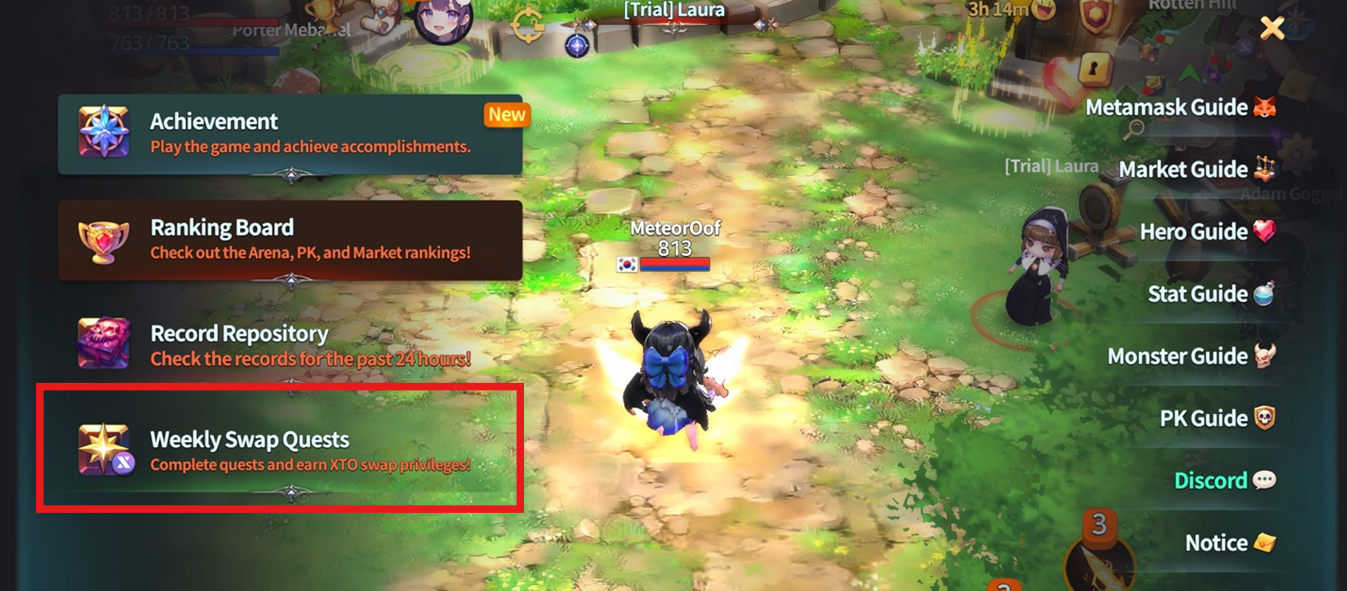 813/813
763/763
Porter Meba
[Trial] Laura
3h 14m
Rotten Hill
Achievement
New
Play the game and achieve accomplishments.
Ranking Board
Check out the Arena, PK, and Market rankings!
Record Repository
Check the records for the past 24 hours!
Weekly Swap Quests
Complete quests and earn XTO swap privileges!
MeteorOof
813
[Trial] Laura
Adam Goggel
Metamask Guide
Market Guide
Hero Guide
Stat Guide
Monster Guide
PK Guide
Discord
Notice
3